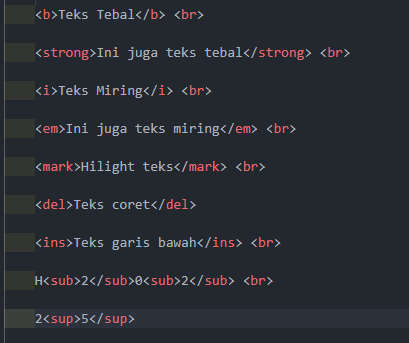 <b>Teks Tebal</b> <br>
<strong>Ini juga teks tebal</strong> <br>
<i>Teks Miring</i> <br>
<em>Ini juga teks miring</em> <br>
<mark>Hilight teks</mark> <br>
<del>Teks coret</del>
<ins>Teks garis bawah</ins> <br>
H<sub>2</sub>0<sub>2</sub> <br>
2<sup>5</sup>